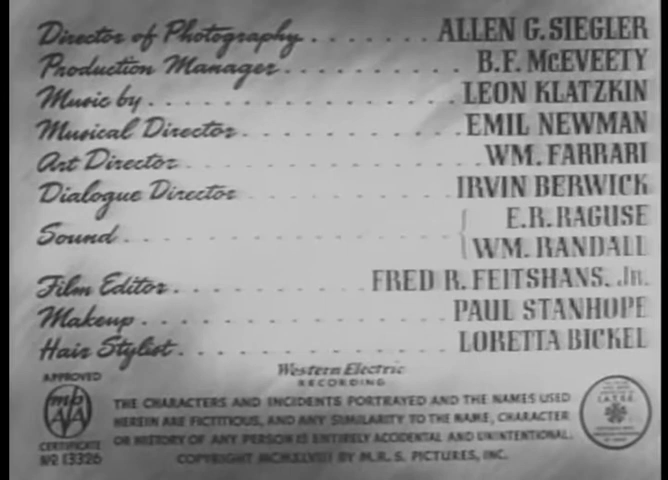 Director of Photography . . . . . . . ALLEN G. SIEGLER
Production Manager . . . . . . . . . . B.F. McEVEETY
Music by . . . . . . . . . . . . . . . . . LEON KLATZKIN
Musical Director . . . . . . . . . . . . EMIL NEWMAN
Art Director . . . . . . . . . . . . . . . . WM. FARRARI
Dialogue Director . . . . . . . . . . . IRVIN BERWICK
Sound . . . . . . . . . . . . . . . . . { E.R. RAGUSE
WM. RANDALL
Film Editor . . . . . . . . . . FRED R. FEITSHANS, Jr.
Makeup . . . . . . . . . . . . . . . . PAUL STANHOPE
Hair Stylist . . . . . . . . . . . . . . LORETTA BICKEL
Western Electric
RECORDING
APPROVED
THE CHARACTERS AND INCIDENTS PORTRAYED AND THE NAMES USED
HEREIN ARE FICTITIOUS, AND ANY SIMILARITY TO THE NAME, CHARACTER
OR HISTORY OF ANY PERSON IS ENTIRELY ACCIDENTAL AND UNINTENTIONAL.
COPYRIGHT MCMXLVIII BY M.R.S. PICTURES, INC.
CERTIFICATE
No 13326
I.A.T.S.E.